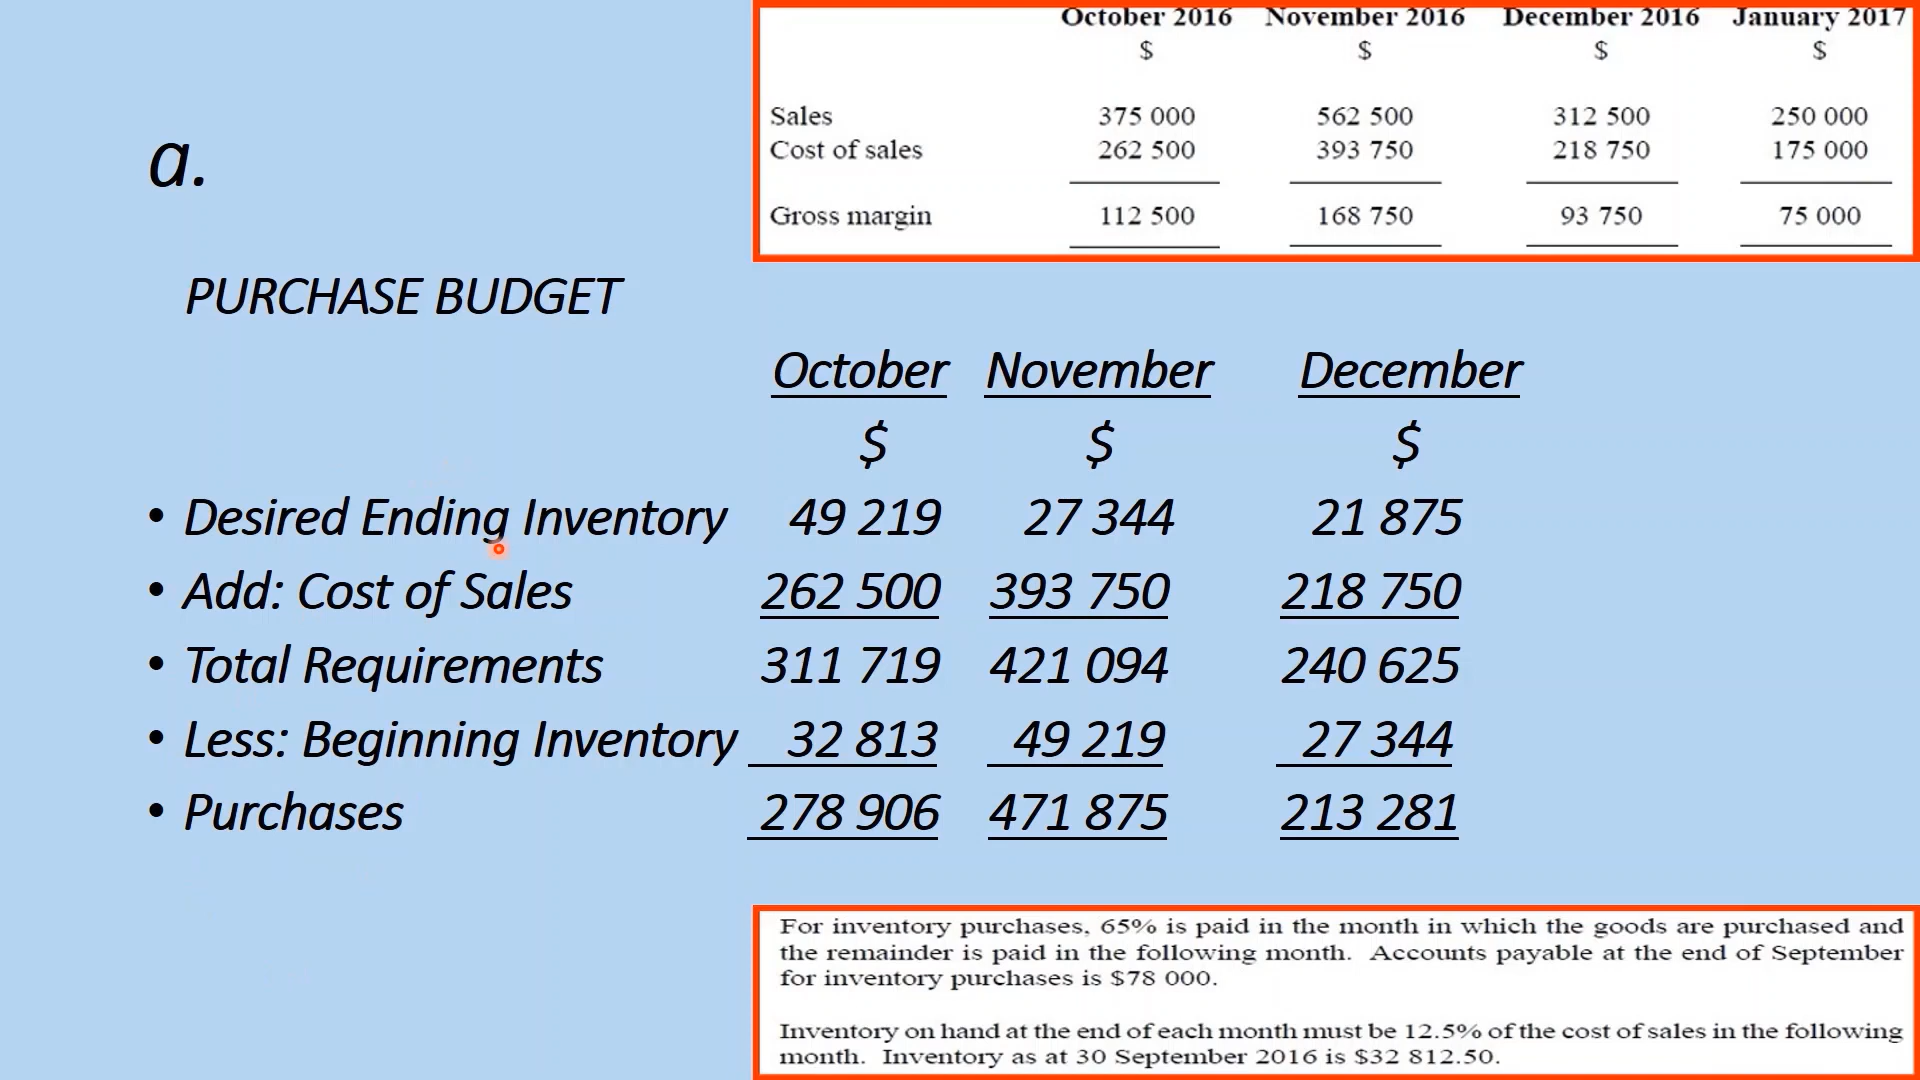 October 2016 November 2016 December 2016 January 2017
$ $ $ $
Sales 375 000 562 500 312 500 250 000
Cost of sales 262 500 393 750 218 750 175 000
Gross margin 112 500 168 750 93 750 75 000
a.
PURCHASE BUDGET
October November December
$ $ $
• Desired Ending Inventory 49 219 27 344 21 875
• Add: Cost of Sales 262 500 393 750 218 750
• Total Requirements 311 719 421 094 240 625
• Less: Beginning Inventory 32 813 49 219 27 344
• Purchases 278 906 471 875 213 281
For inventory purchases, 65% is paid in the month in which the goods are purchased and
the remainder is paid in the following month. Accounts payable at the end of September
for inventory purchases is $78 000.
Inventory on hand at the end of each month must be 12.5% of the cost of sales in the following
month. Inventory as at 30 September 2016 is $32 812.50.